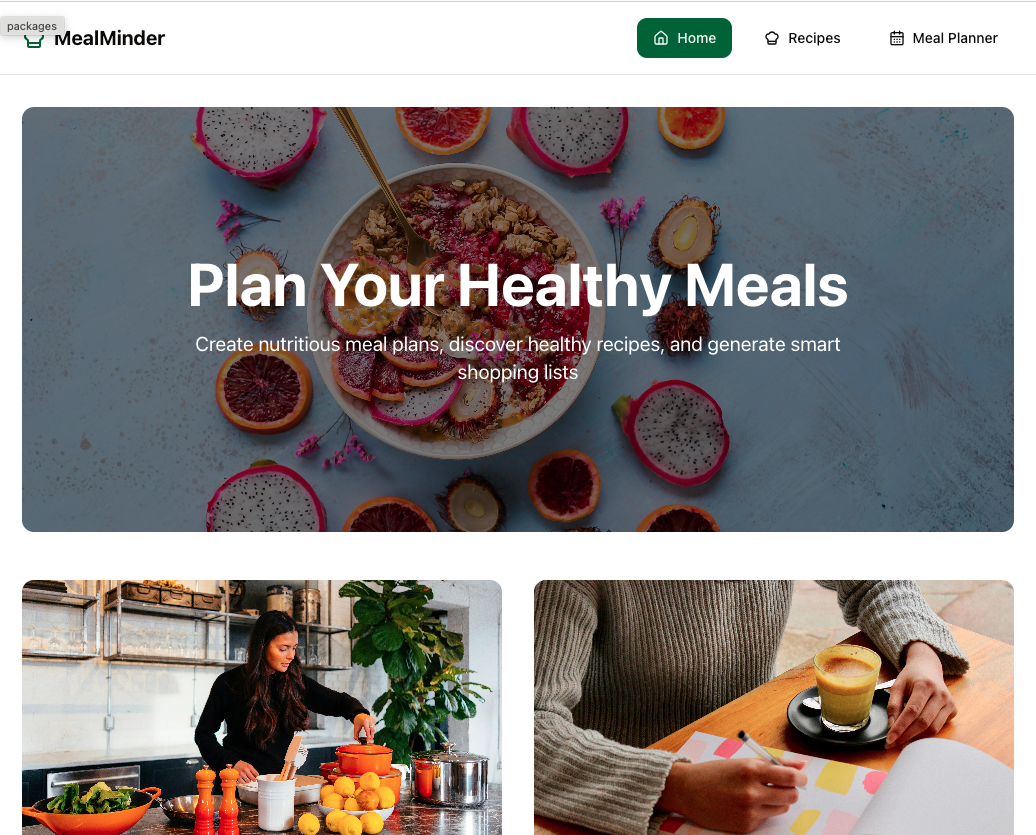 packages
MealMinder
Home
Recipes
Meal Planner
Plan Your Healthy Meals
Create nutritious meal plans, discover healthy recipes, and generate smart
shopping lists